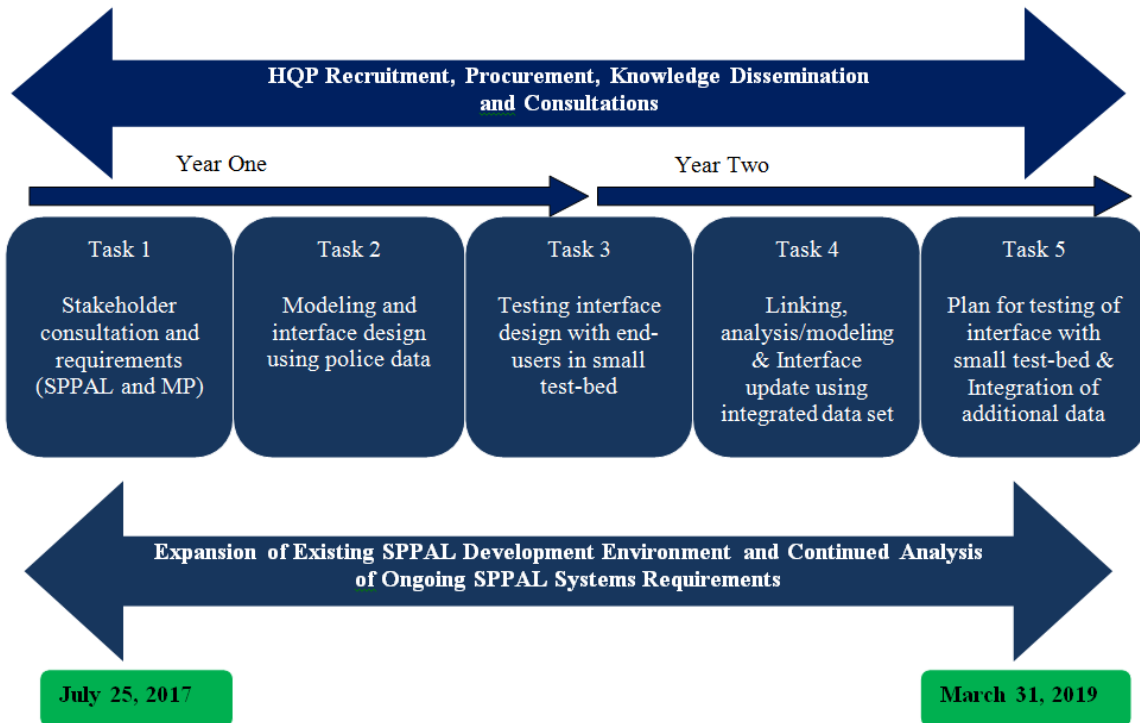 HQP Recruitment, Procurement, Knowledge Dissemination
and Consultations
Year One
Year Two
Task 1
Stakeholder
consultation and
requirements
(SPPAL and MP)
Task 2
Modeling and
interface design
using police data
Task 3
Testing interface
design with end-
users in small
test-bed
Task 4
Linking,
analysis/modeling
& Interface
update using
integrated data set
Task 5
Plan for testing of
interface with
small test-bed &
Integration of
additional data
Expansion of Existing SPPAL Development Environment and Continued Analysis
of Ongoing SPPAL Systems Requirements
July 25, 2017
March 31, 2019